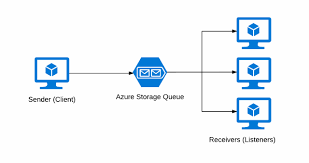 Sender (Client)
Azure Storage Queue
Receivers (Listeners)